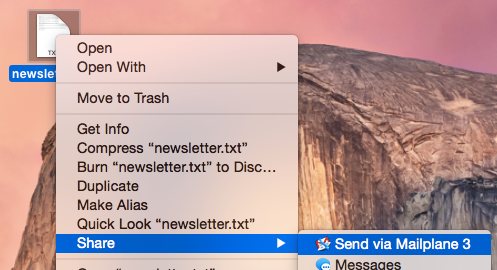 TXT
newsle
Open
Open With
Move to Trash
Get Info
Compress “newsletter.txt”
Burn “newsletter.txt” to Disc...
Duplicate
Make Alias
Quick Look “newsletter.txt”
Share
Send via Mailplane 3
Messages